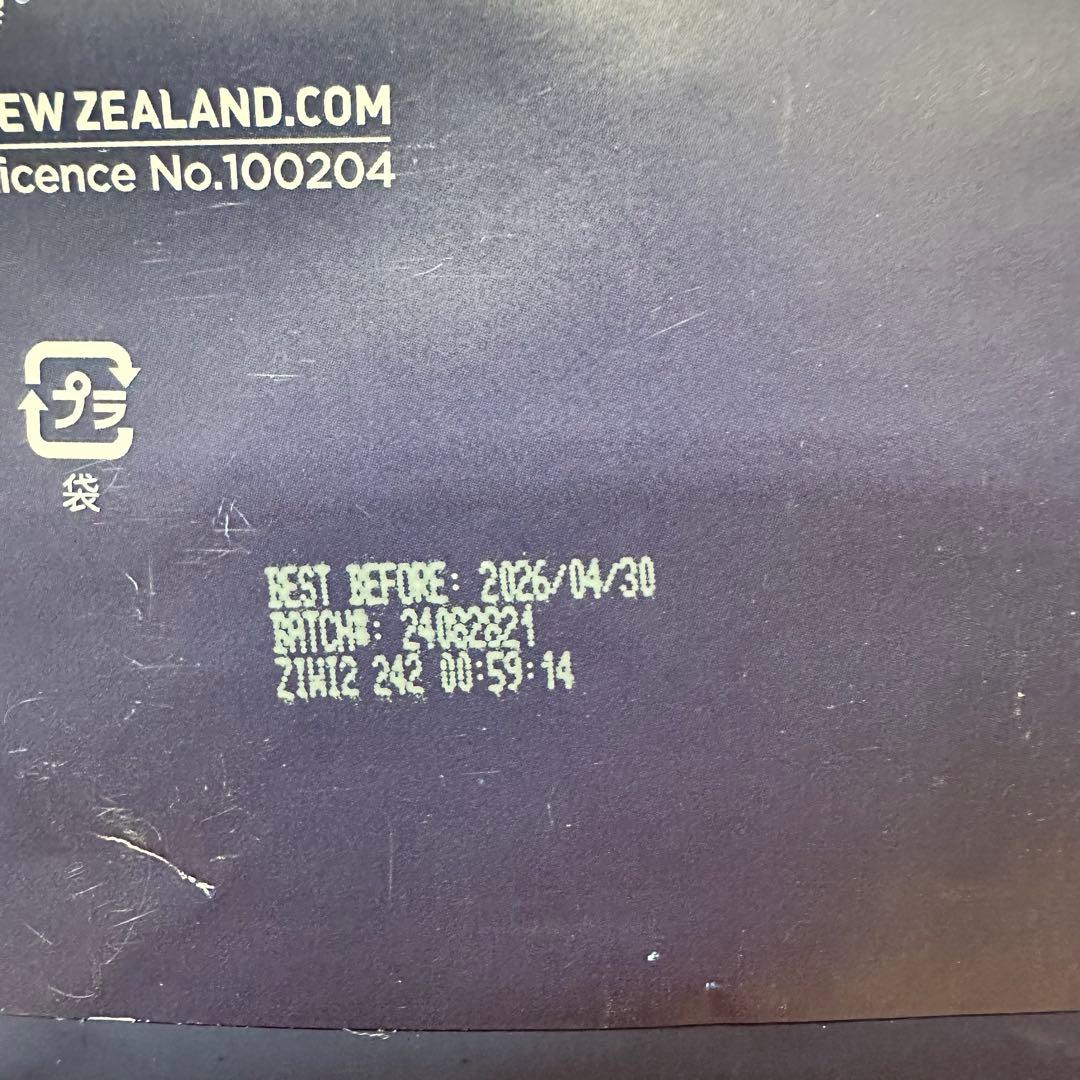 EW ZEALAND.COM
icence No.100204
プラ
袋
BEST BEFORE: 2026/04/30
BATCH#: 24082821
242 00:59:14